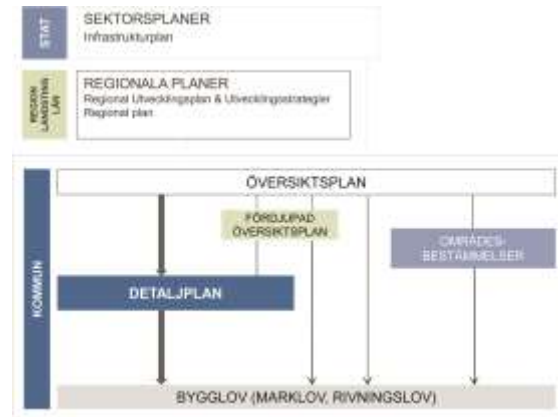 STAT
SEKTORSPLANER
Infrastrukturplan
REGION
LANDSTING
LÄN
REGIONALA PLANER
Regional Utvecklingsplan & Utvecklingsstrategier
Regional plan
KOMMUN
ÖVERSIKTSPLAN
FÖRDJUPAD
ÖVERSIKTSPLAN
OMRÅDES-
BESTÄMMELSER
DETALJPLAN
BYGGLOV (MARKLOV, RIVNINGSLOV)